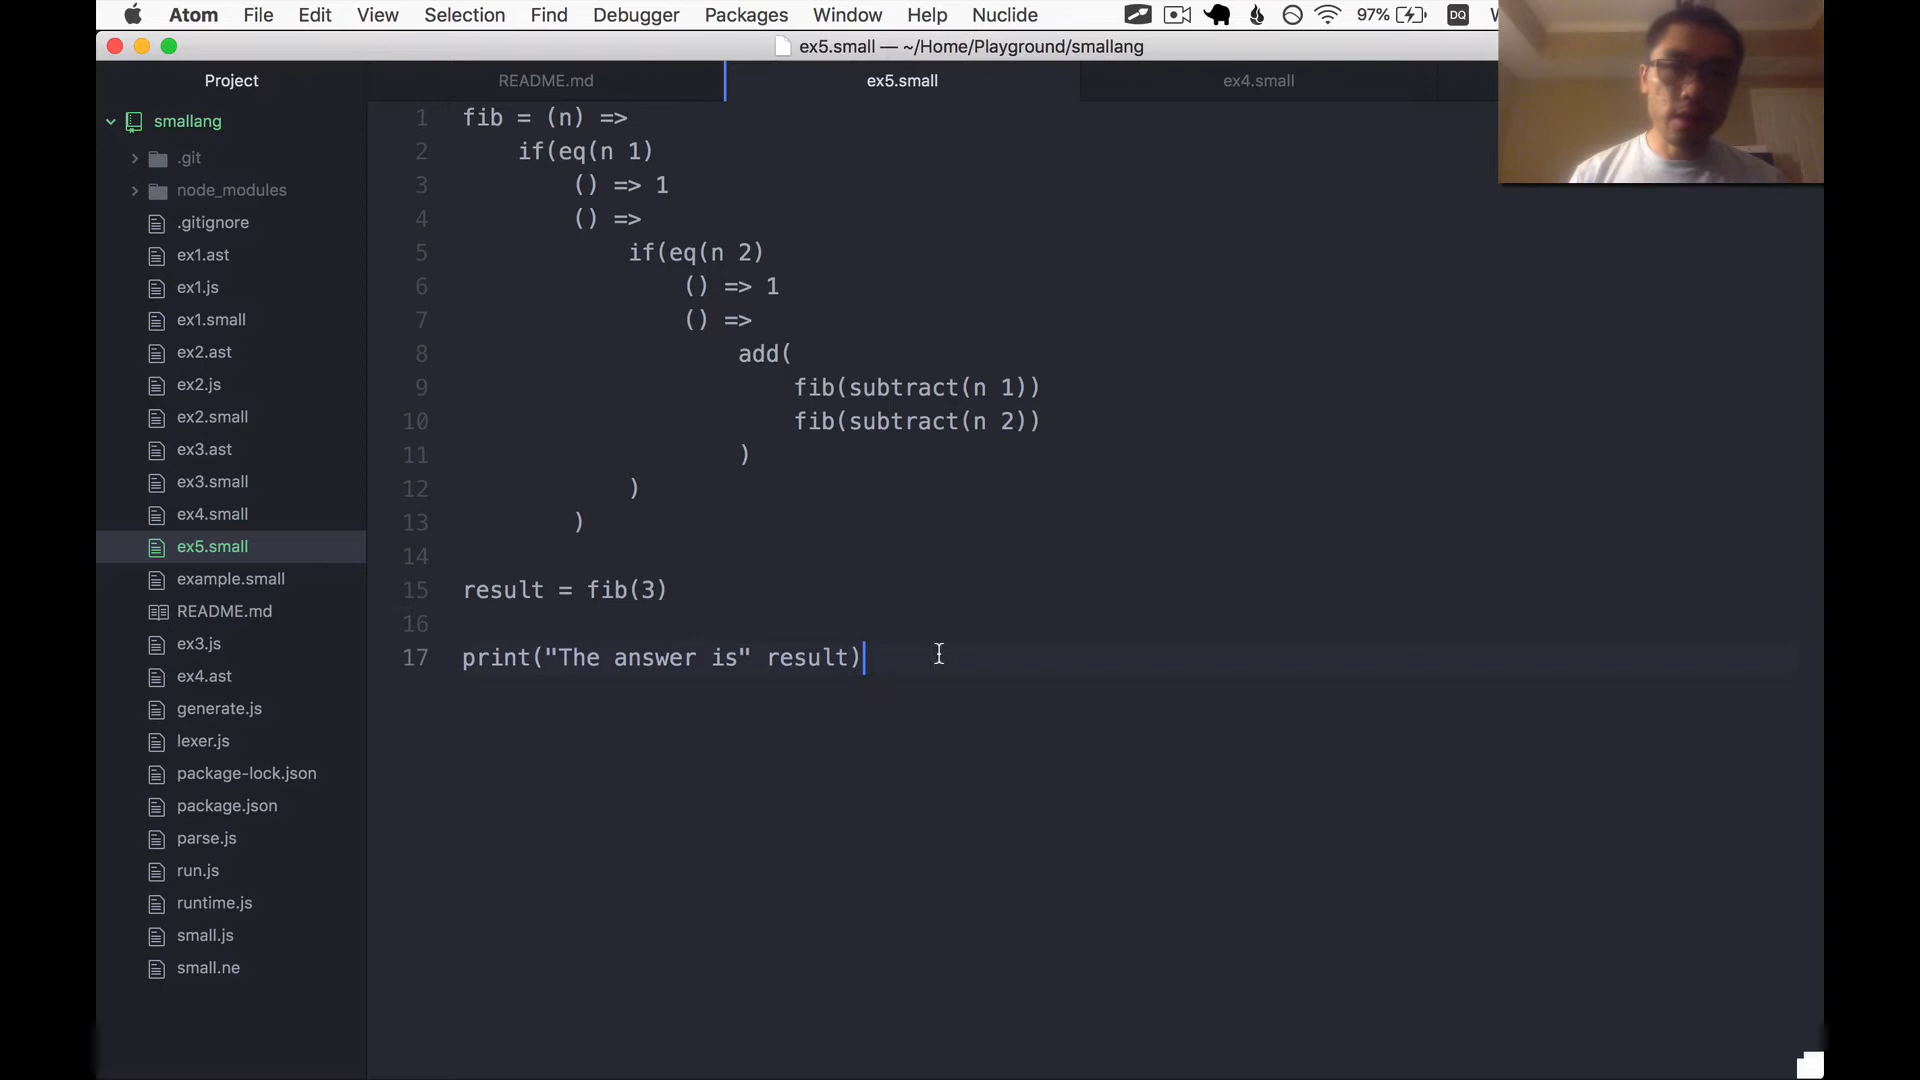 Atom File Edit View Selection Find Debugger Packages Window Help Nuclide 97% DQ
ex5.small — ~/Home/Playground/smallang
Project
README.md
ex5.small
ex4.small
smallang
.git
node_modules
.gitignore
ex1.ast
ex1.js
ex1.small
ex2.ast
ex2.js
ex2.small
ex3.ast
ex3.small
ex4.small
ex5.small
example.small
README.md
ex3.js
ex4.ast
generate.js
lexer.js
package-lock.json
package.json
parse.js
run.js
runtime.js
small.js
small.ne
1 fib = (n) =>
2 if(eq(n 1)
3 () => 1
4 () =>
5 if(eq(n 2)
6 () => 1
7 () =>
8 add(
9 fib(subtract(n 1))
10 fib(subtract(n 2))
11 )
12 )
13 )
14
15 result = fib(3)
16
17 print("The answer is" result)